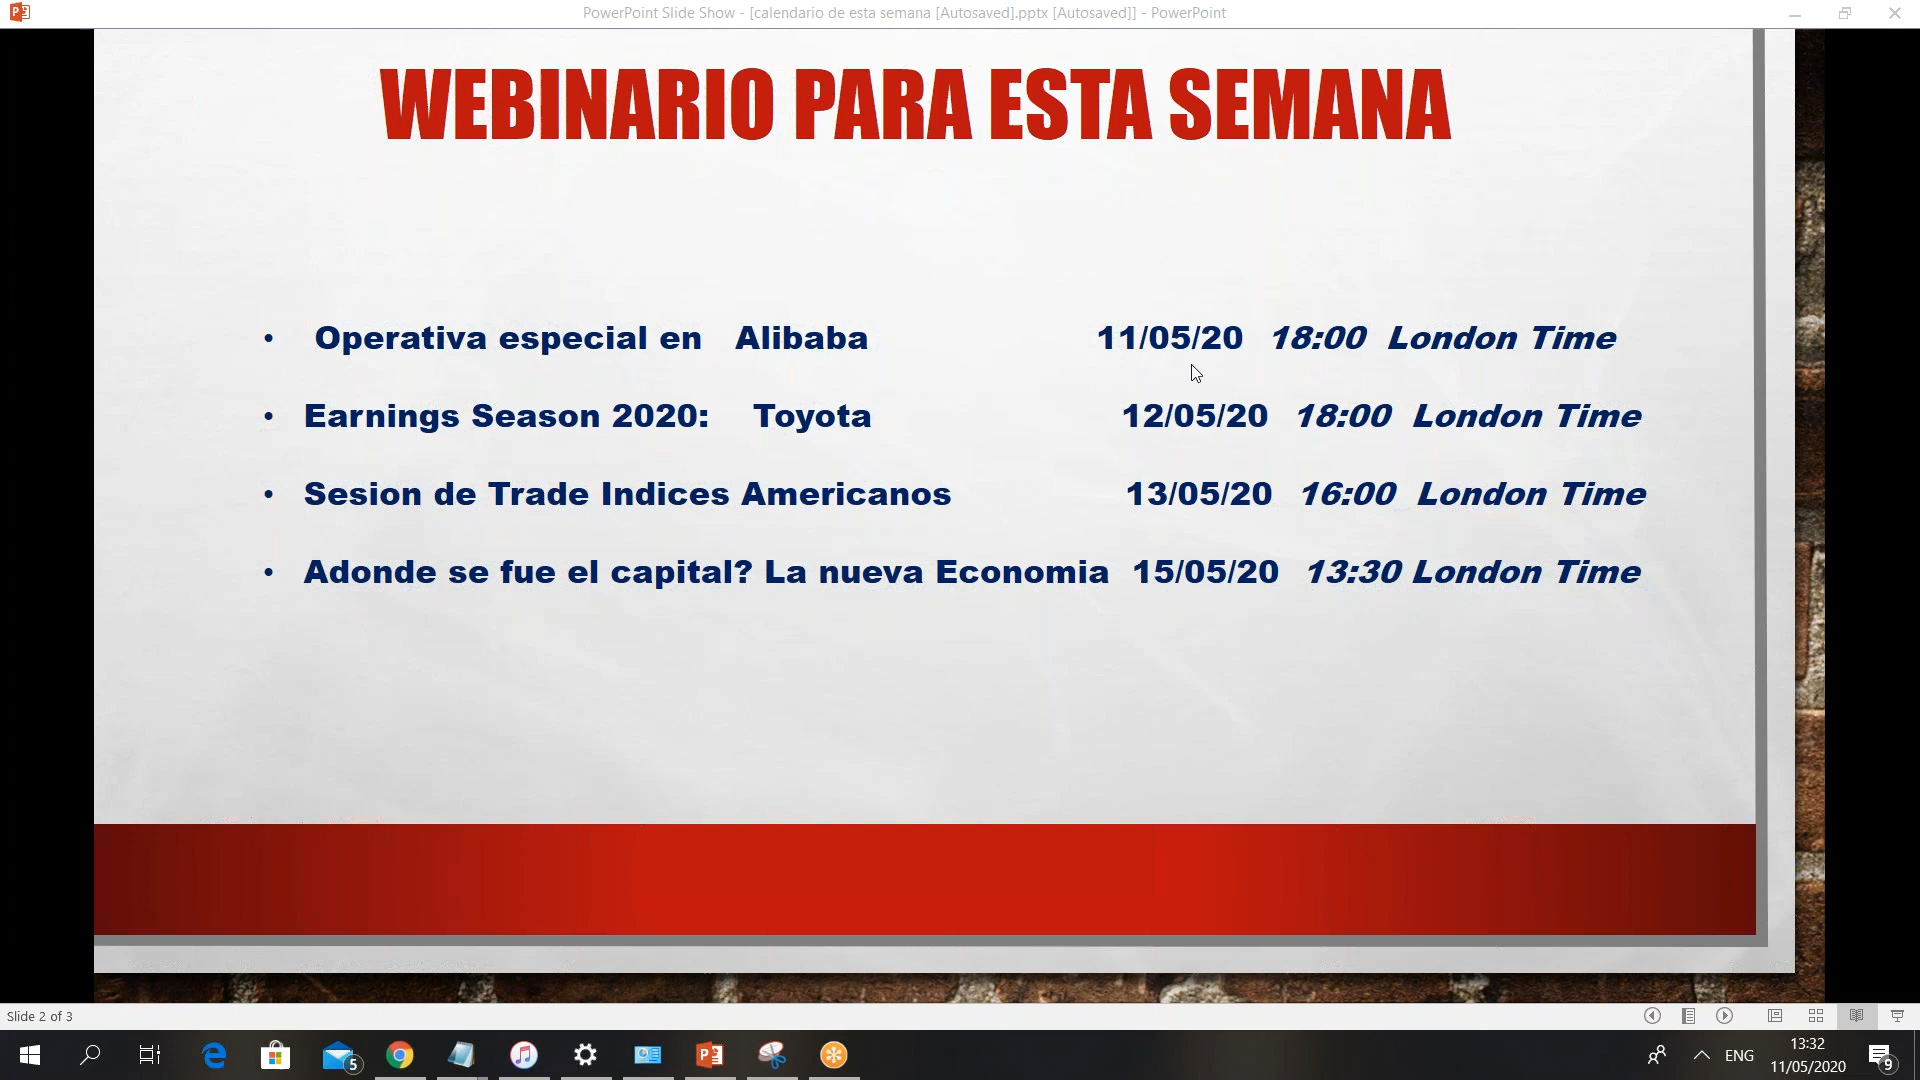 PowerPoint Slide Show - [calendario de esta semana [Autosaved].pptx [Autosaved]] - PowerPoint
WEBINARIO PARA ESTA SEMANA
• Operativa especial en Alibaba 11/05/20 18:00 London Time
• Earnings Season 2020: Toyota 12/05/20 18:00 London Time
• Sesion de Trade Indices Americanos 13/05/20 16:00 London Time
• Adonde se fue el capital? La nueva Economia 15/05/20 13:30 London Time
Slide 2 of 3
5
ENG
13:32
11/05/2020
9